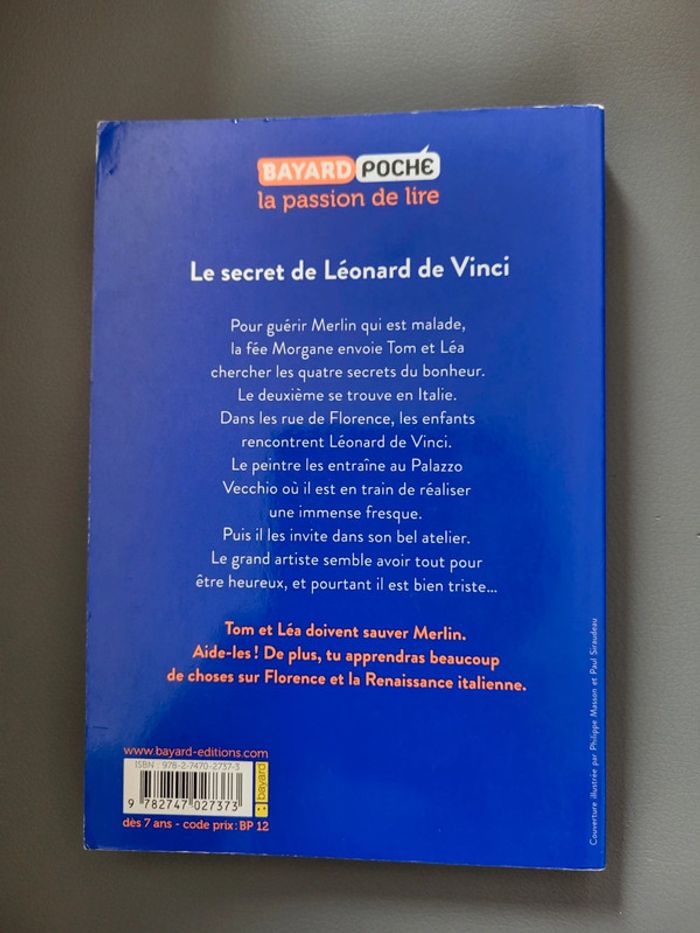 BAYARD POCHE
la passion de lire
Le secret de Léonard de Vinci
Pour guérir Merlin qui est malade,
la fée Morgane envoie Tom et Léa
chercher les quatre secrets du bonheur.
Le deuxième se trouve en Italie.
Dans les rue de Florence, les enfants
rencontrent Léonard de Vinci.
Le peintre les entraîne au Palazzo
Vecchio où il est en train de réaliser
une immense fresque.
Puis il les invite dans son bel atelier.
Le grand artiste semble avoir tout pour
être heureux, et pourtant il est bien triste...
Tom et Léa doivent sauver Merlin.
Aide-les ! De plus, tu apprendras beaucoup
de choses sur Florence et la Renaissance italienne.
www.bayard-editions.com
ISBN : 978-2-7470-2737-3
9 782747 027373
bayard
dès 7 ans - code prix : BP 12
Couverture illustrée par Philippe Masson et Paul Siraudeau